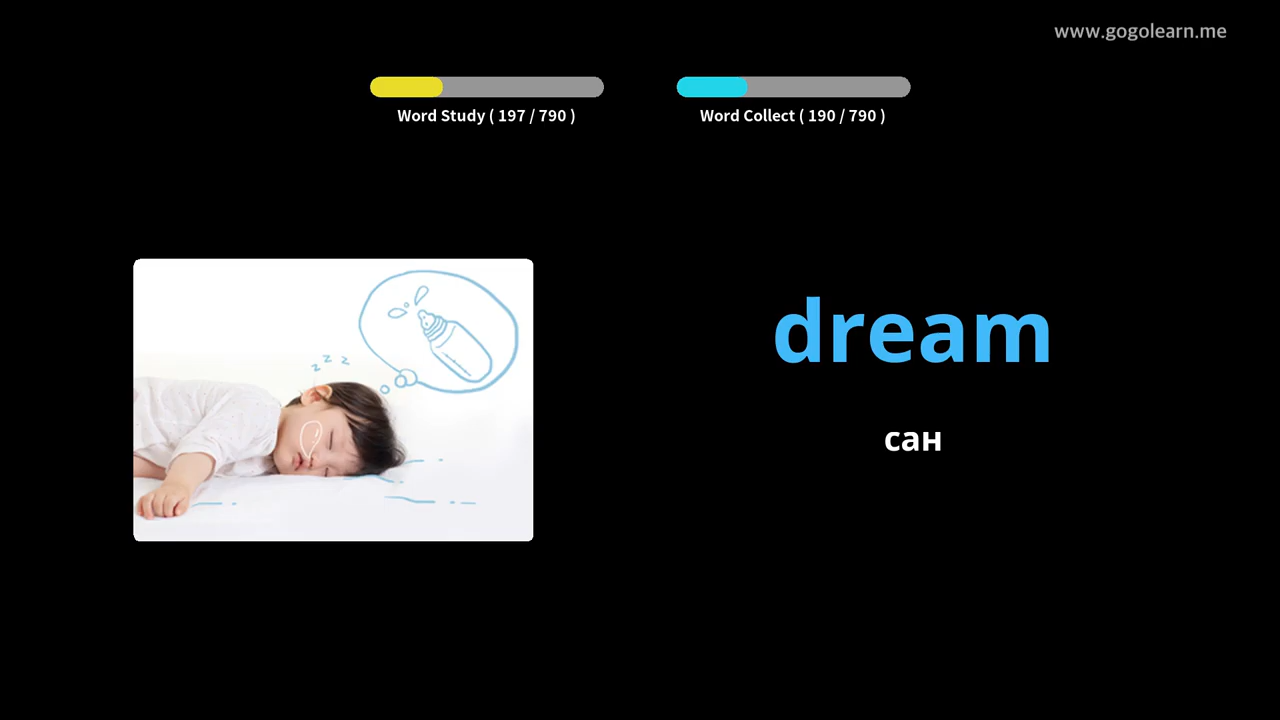 www.gogolearn.me
Word Study ( 197 / 790 )
Word Collect ( 190 / 790 )
z z z
dream
сан